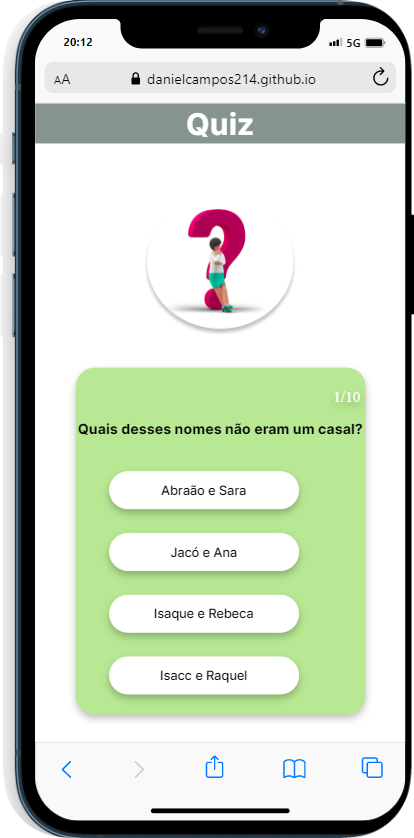 20:12
5G
AA
danielcampos214.github.io
Quiz
1/10
Quais desses nomes não eram um casal?
Abraão e Sara
Jacó e Ana
Isaque e Rebeca
Isacc e Raquel